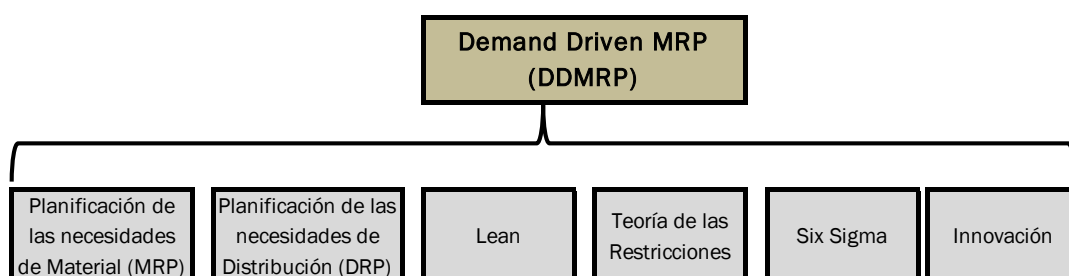 Demand Driven MRP
(DDMRP)
Planificación de
las necesidades
de Material (MRP)
Planificación de las
necesidades de
Distribución (DRP)
Lean
Teoría de las
Restricciones
Six Sigma
Innovación